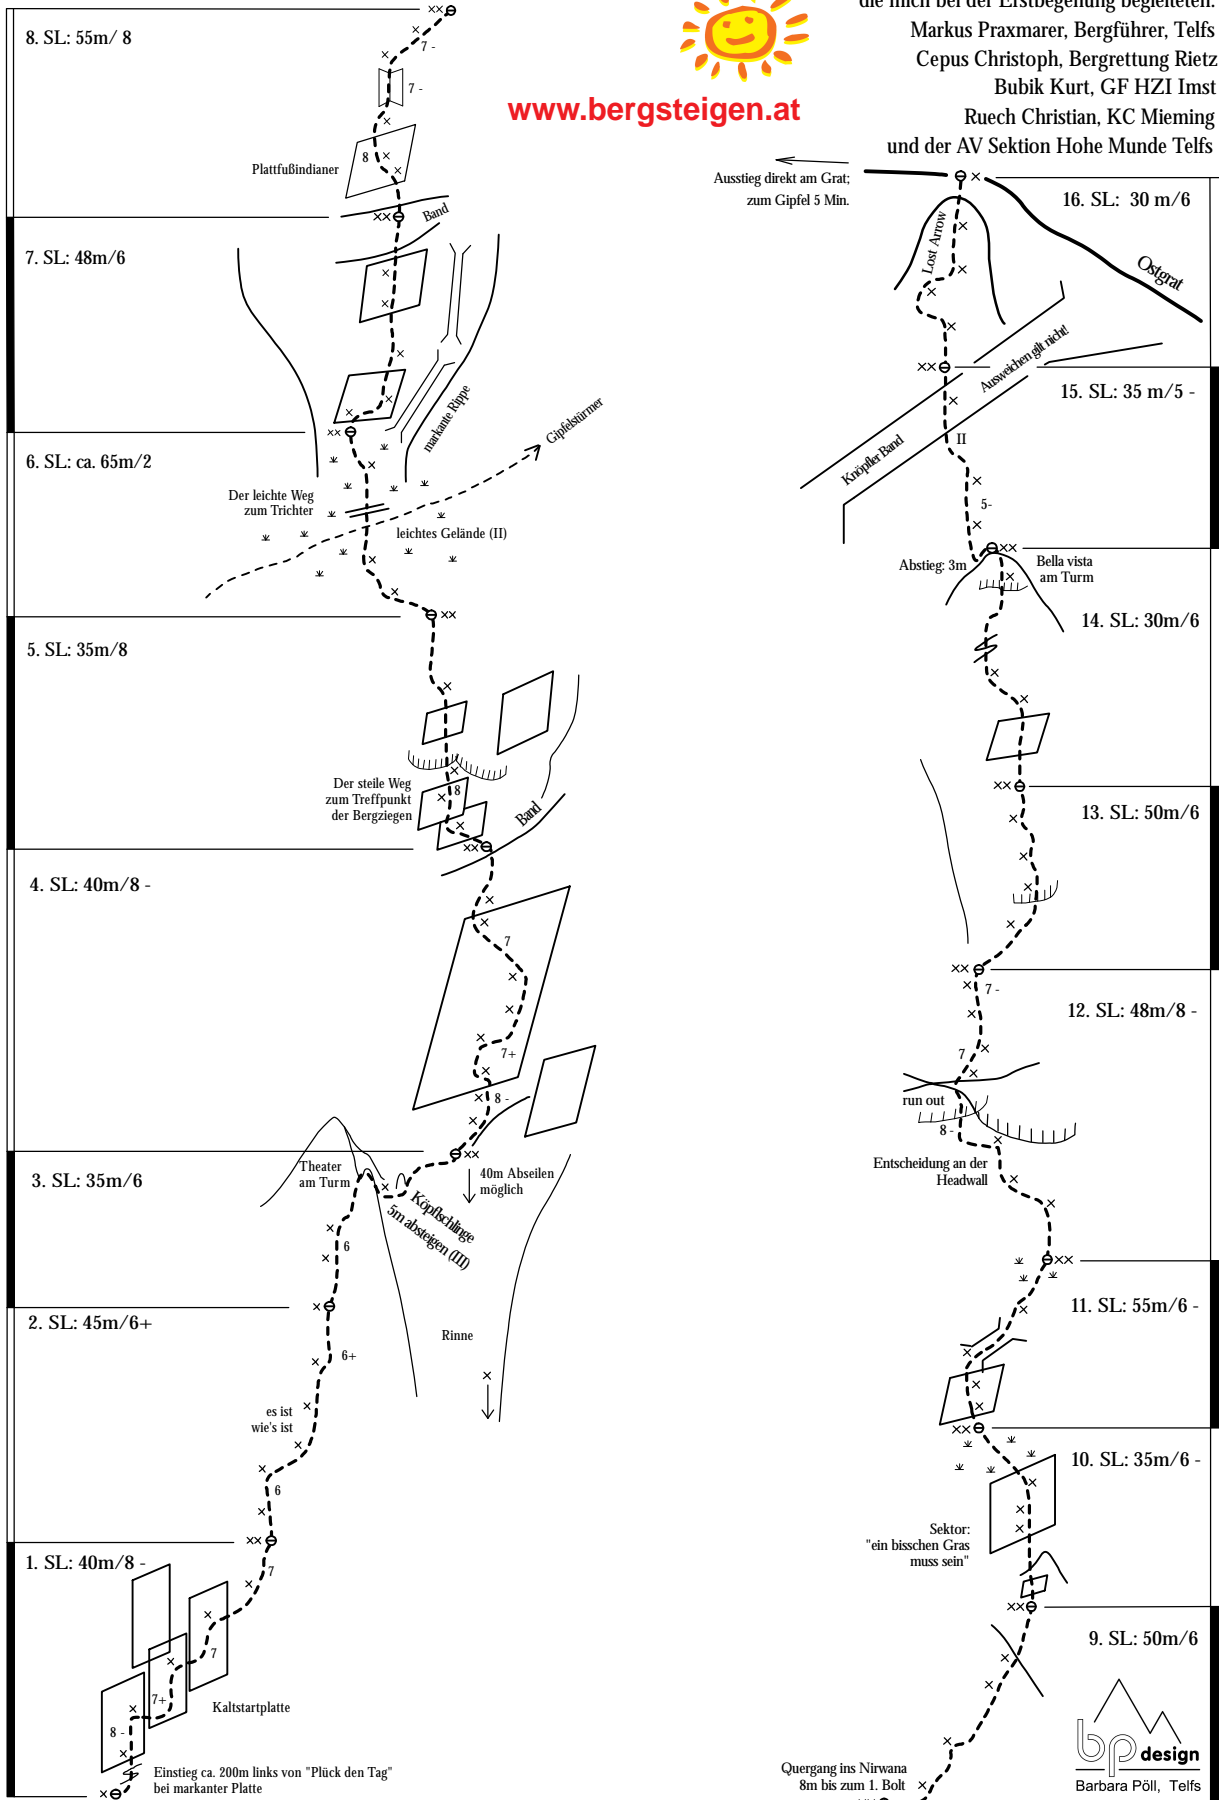 8. SL: 55m/ 8
7 -
7 -
8
Plattfußindianer
Band
7. SL: 48m/6
markante Rippe
Gipfelstürmer
6. SL: ca. 65m/2
Der leichte Weg
zum Trichter
leichtes Gelände (II)
5. SL: 35m/8
Der steile Weg
zum Treffpunkt
der Bergziegen
8
Band
4. SL: 40m/8 -
7
7+
8 -
3. SL: 35m/6
Theater
am Turm
40m Abseilen
möglich
Köpflschlinge
5m absteigen (III)
6
2. SL: 45m/6+
6+
Rinne
es ist
wie's ist
6
1. SL: 40m/8 -
7
7
7+
8 -
Kaltstartplatte
Einstieg ca. 200m links von "Plück den Tag"
bei markanter Platte
www.bergsteigen.at
die mich bei der Erstbegehung begleiteten:
Markus Praxmarer, Bergführer, Telfs
Cepus Christoph, Bergrettung Rietz
Bubik Kurt, GF HZI Imst
Ruech Christian, KC Mieming
und der AV Sektion Hohe Munde Telfs
Ausstieg direkt am Grat;
zum Gipfel 5 Min.
16. SL: 30 m/6
Lost Arrow
Ostgrat
Ausweichen gilt nicht!
15. SL: 35 m/5 -
Knöpfler Band
II
5-
Abstieg: 3m
Bella vista
am Turm
14. SL: 30m/6
13. SL: 50m/6
7 -
12. SL: 48m/8 -
7
run out
8 -
Entscheidung an der
Headwall
11. SL: 55m/6 -
10. SL: 35m/6 -
Sektor:
"ein bisschen Gras
muss sein"
9. SL: 50m/6
Quergang ins Nirwana
8m bis zum 1. Bolt
bp design
Barbara Pöll, Telfs